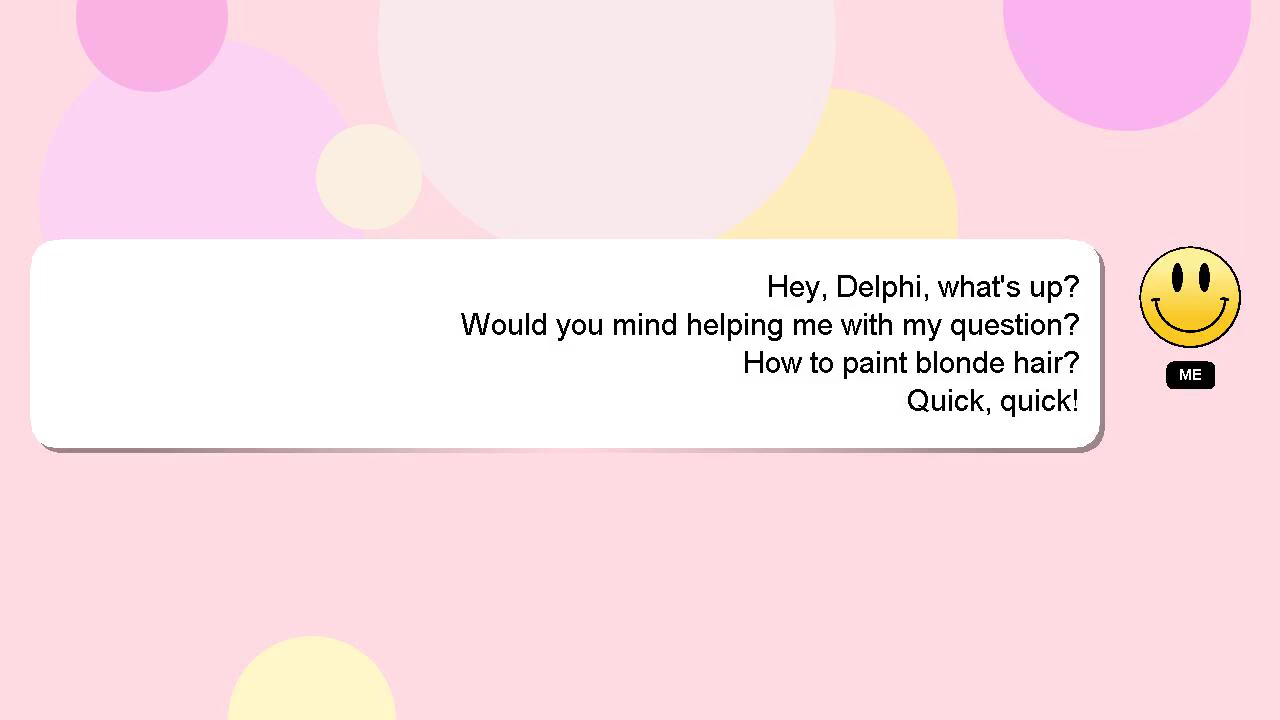 Hey, Delphi, what's up?
Would you mind helping me with my question?
How to paint blonde hair?
Quick, quick!
ME